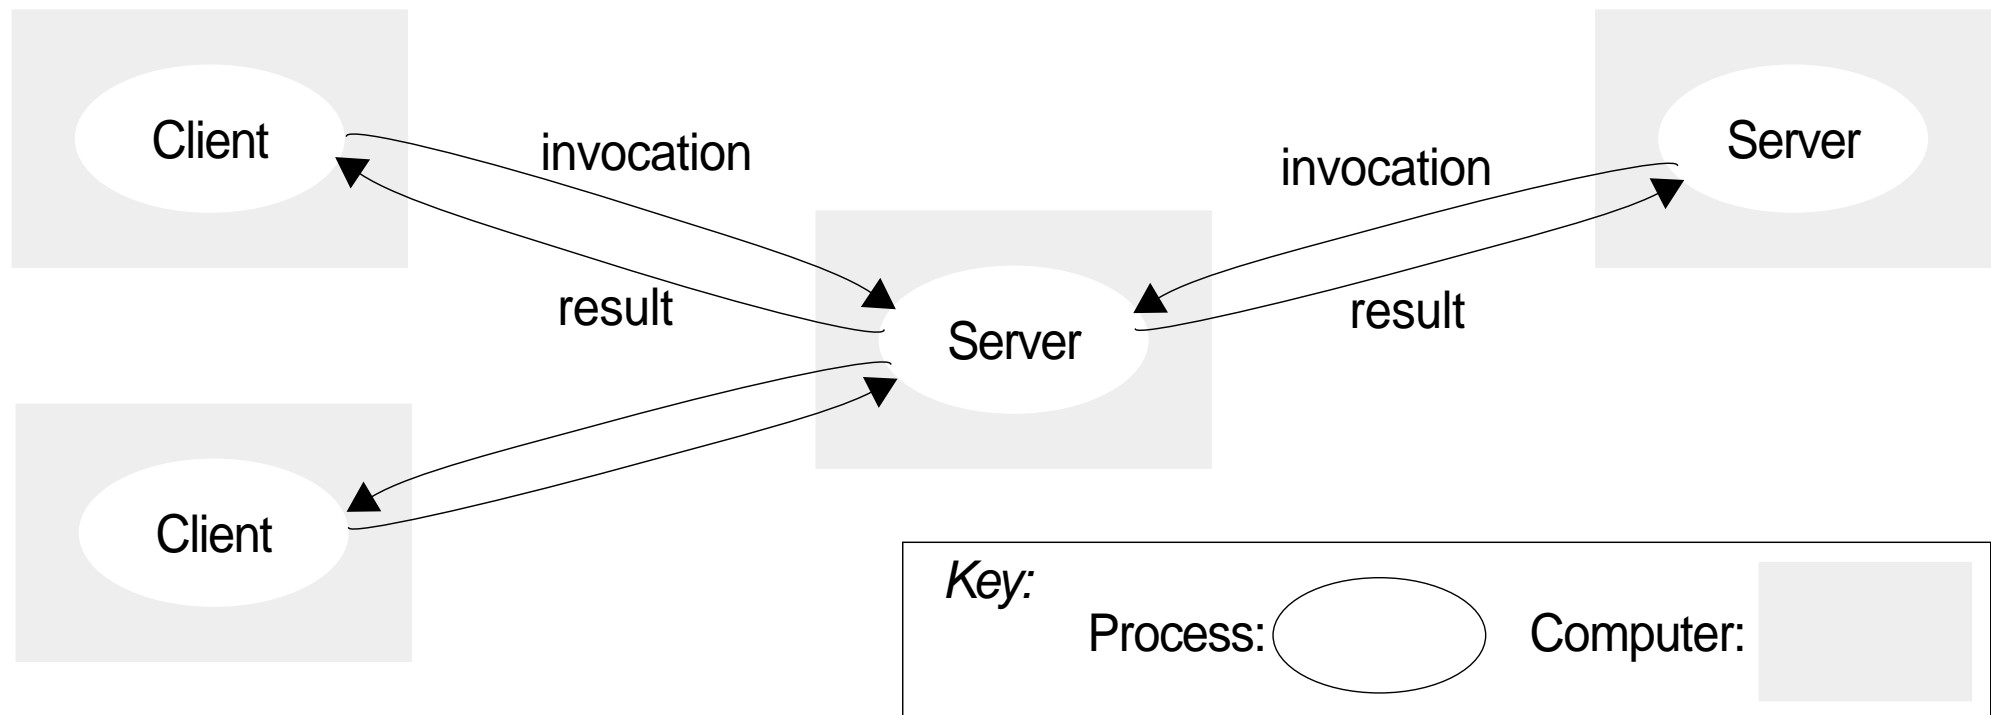 Client
invocation
Server
invocation
result
result
Server
Client
Key:
Process:
Computer: